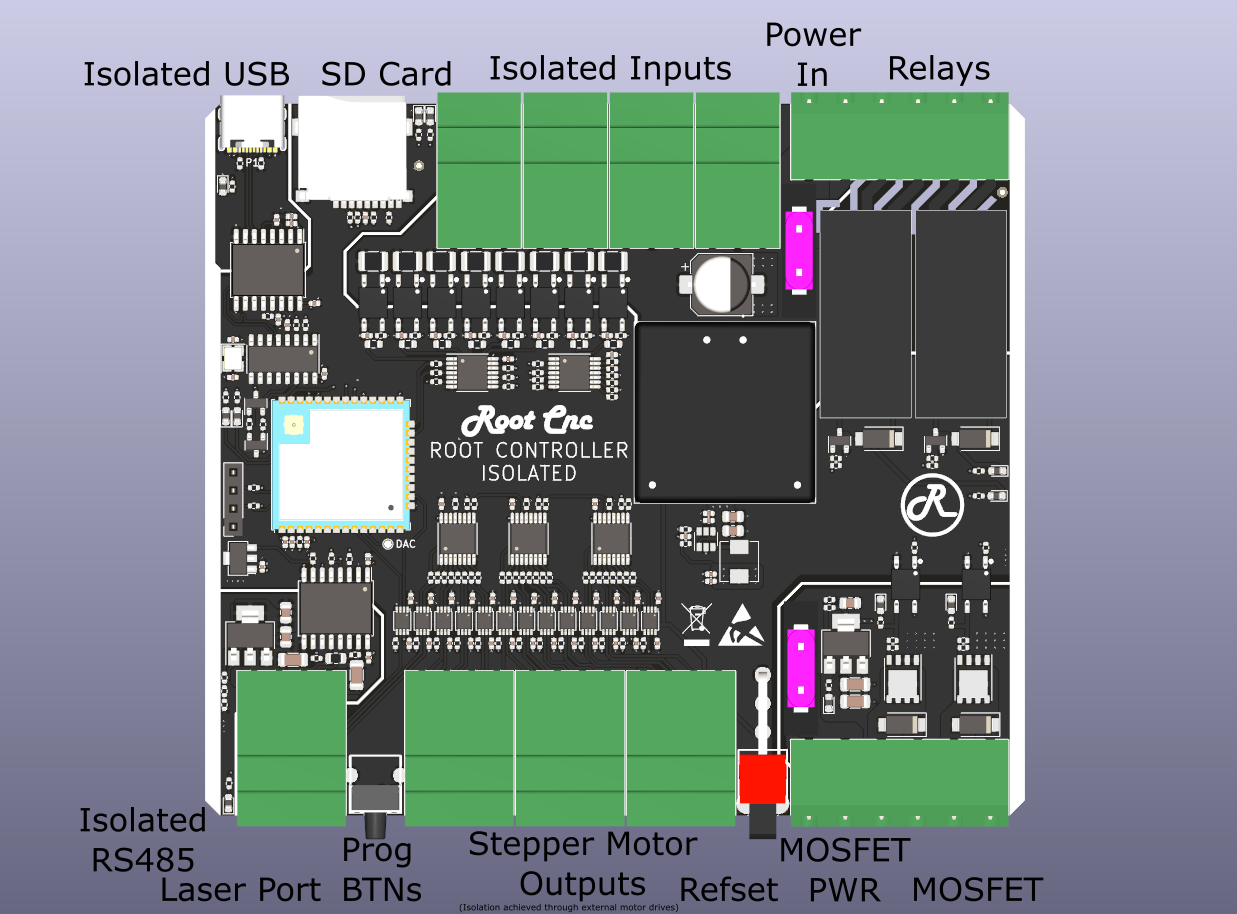 Power
Isolated USB SD Card Isolated Inputs In Relays
P1
+
Root Cnc
ROOT CONTROLLER
ISOLATED
R
DAC
Isolated
RS485
Laser Port
Prog
BTNs
Stepper Motor
Outputs
(Isolation achieved through external motor drives)
Refset
MOSFET
PWR MOSFET